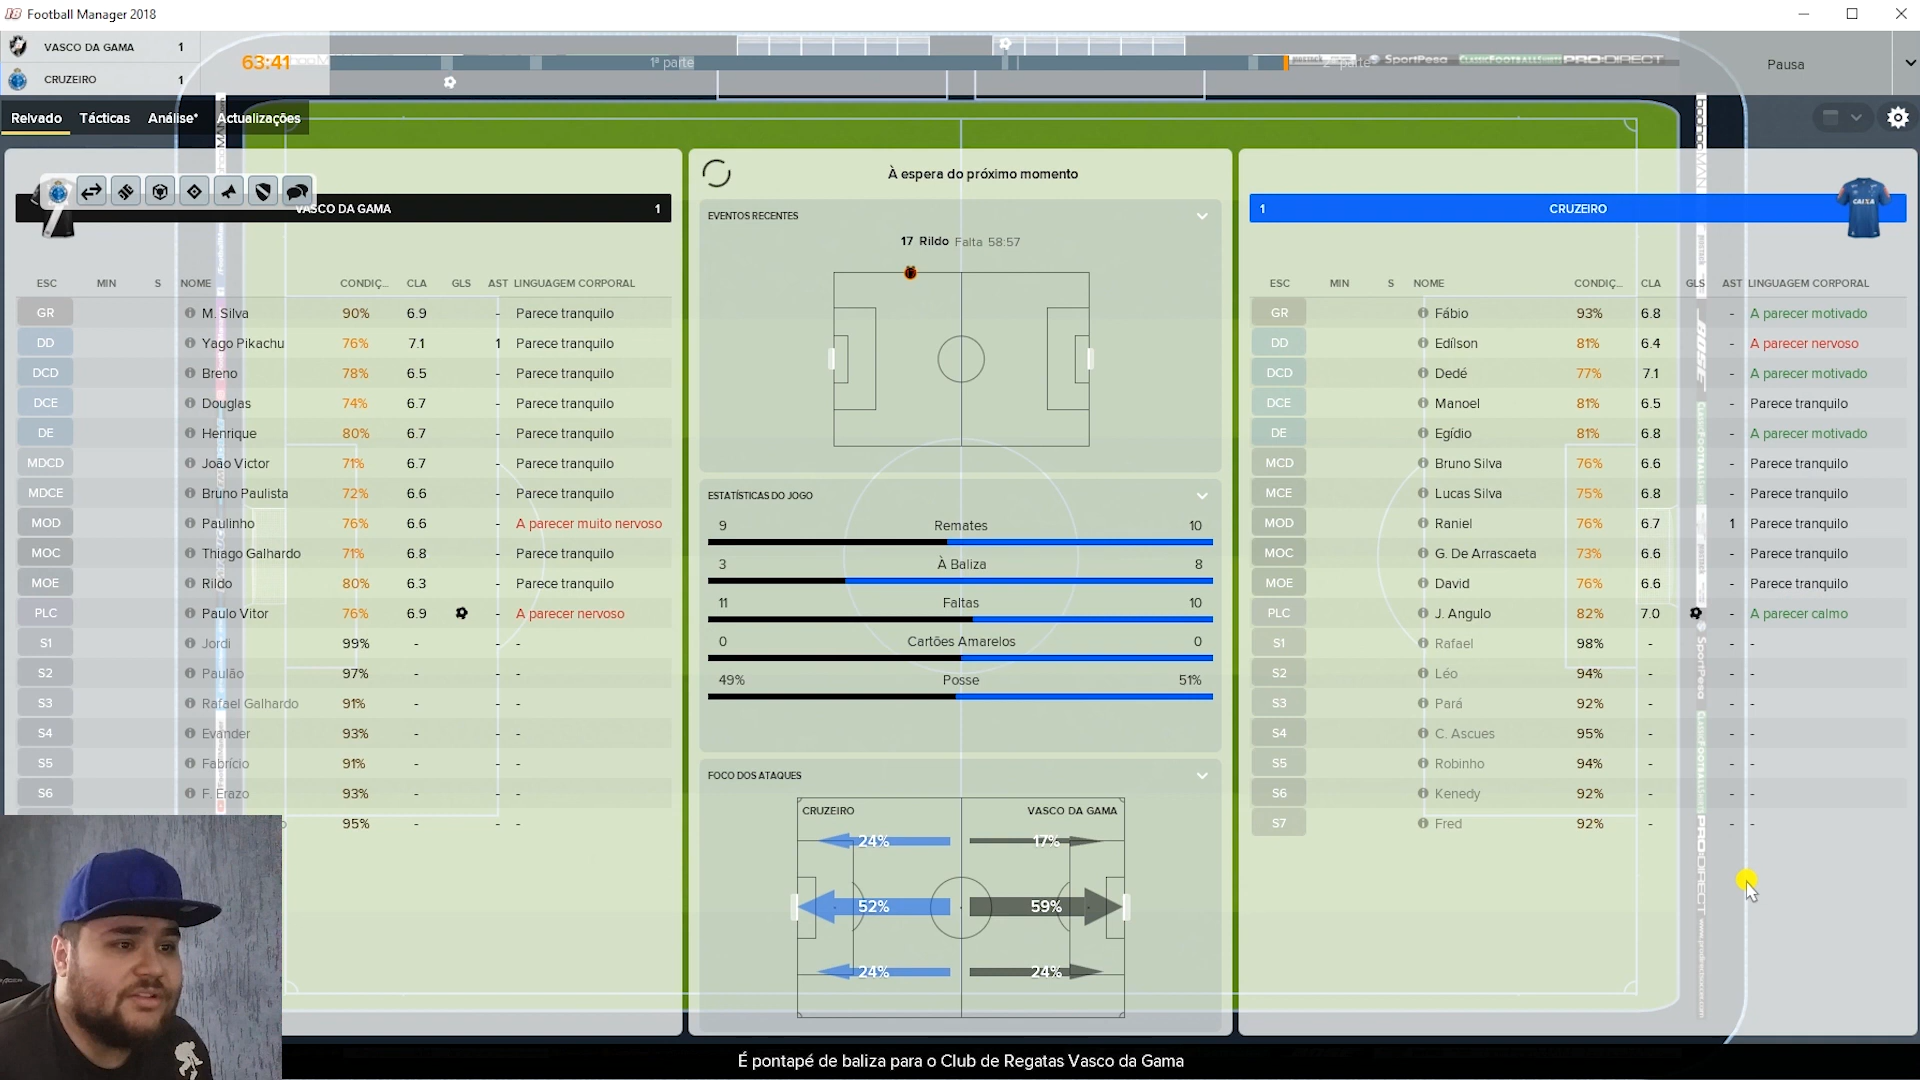 Football Manager 2018
VASCO DA GAMA 1
CRUZEIRO 1
63:41
1ª parte
2ª parte
SportPesa
CLASSICFOOTBALLSHIRTS
PRO:DIRECT
Pausa
Relvado Tácticas Análise* Actualizações
VASCO DA GAMA 1
ESC MIN S NOME CONDIÇ... CLA GLS AST LINGUAGEM CORPORAL
GR M. Silva 90% 6.9 - Parece tranquilo
DD Yago Pikachu 76% 7.1 1 Parece tranquilo
DCD Breno 78% 6.5 - Parece tranquilo
DCE Douglas 74% 6.7 - Parece tranquilo
DE Henrique 80% 6.7 - Parece tranquilo
MDCD João Victor 71% 6.7 - Parece tranquilo
MDCE Bruno Paulista 72% 6.6 - Parece tranquilo
MOD Paulinho 76% 6.6 - A parecer muito nervoso
MOC Thiago Galhardo 71% 6.8 - Parece tranquilo
MOE Rildo 80% 6.3 - Parece tranquilo
PLC Paulo Vitor 76% 6.9 - A parecer nervoso
S1 Jordi 99% - - -
S2 Paulão 97% - - -
S3 Rafael Galhardo 91% - - -
S4 Evander 93% - - -
S5 Fabrício 91% - - -
S6 F. Erazo 93% - - -
95% - - -
À espera do próximo momento
EVENTOS RECENTES
17 Rildo Falta 58:57
ESTATÍSTICAS DO JOGO
9 Remates 10
3 À Baliza 8
11 Faltas 10
0 Cartões Amarelos 0
49% Posse 51%
FOCO DOS ATAQUES
CRUZEIRO VASCO DA GAMA
24% 17%
52% 59%
24% 24%
1 CRUZEIRO
CAIXA
ESC MIN S NOME CONDIÇ... CLA GLS AST LINGUAGEM CORPORAL
GR Fábio 93% 6.8 - A parecer motivado
DD Edílson 81% 6.4 - A parecer nervoso
DCD Dedé 77% 7.1 - A parecer motivado
DCE Manoel 81% 6.5 - Parece tranquilo
DE Egídio 81% 6.8 - A parecer motivado
MCD Bruno Silva 76% 6.6 - Parece tranquilo
MCE Lucas Silva 75% 6.8 - Parece tranquilo
MOD Raniel 76% 6.7 1 Parece tranquilo
MOC G. De Arrascaeta 73% 6.6 - Parece tranquilo
MOE David 76% 6.6 - Parece tranquilo
PLC J. Angulo 82% 7.0 - A parecer calmo
S1 Rafael 98% - - -
S2 Léo 94% - - -
S3 Pará 92% - - -
S4 C. Ascues 95% - - -
S5 Robinho 94% - - -
S6 Kenedy 92% - - -
S7 Fred 92% - - -
boohooMAN
BOSE
SportPesa
PRO:DIRECT
É pontapé de baliza para o Club de Regatas Vasco da Gama